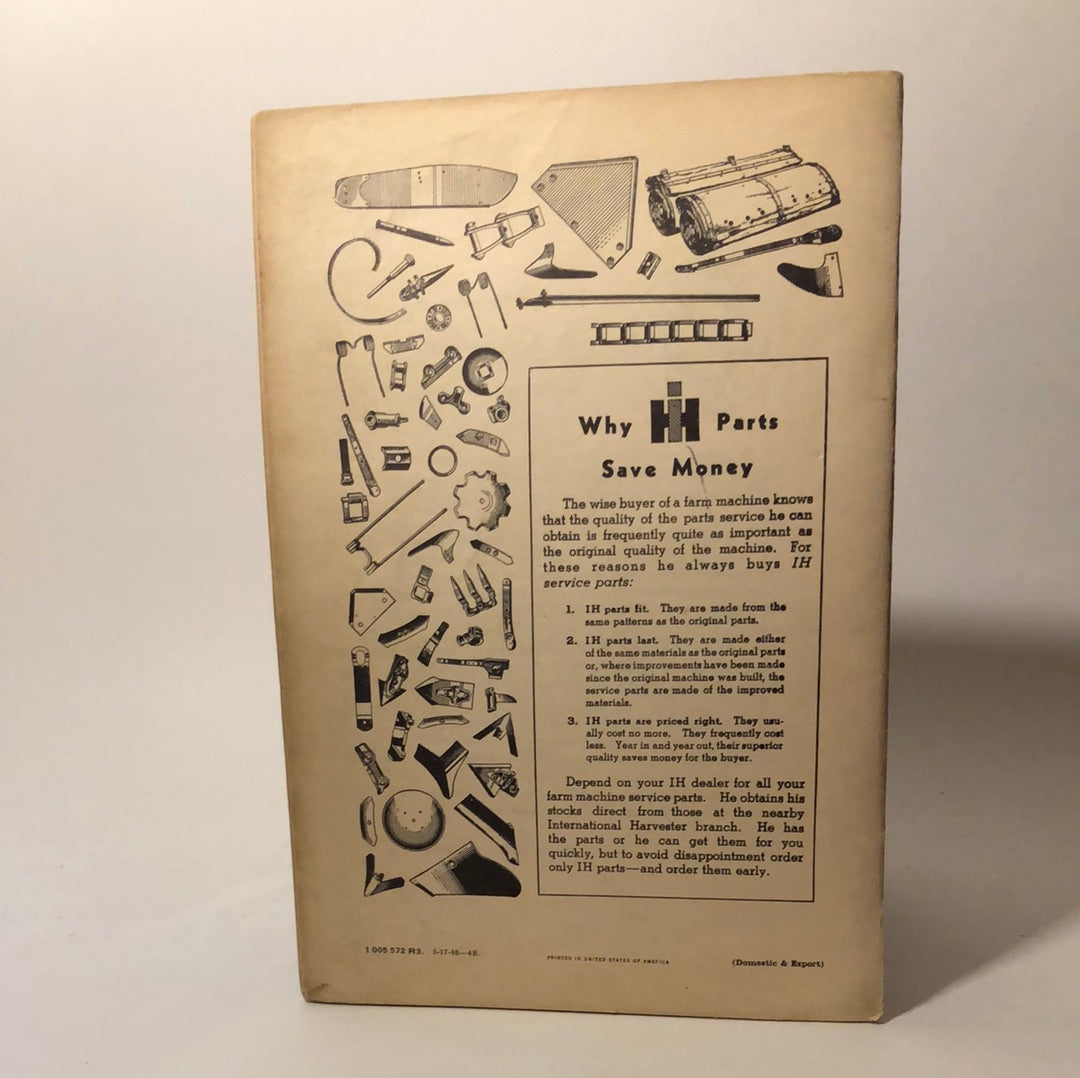 Why IH Parts
Save Money
The wise buyer of a farm machine knows
that the quality of the parts service he can
obtain is frequently quite as important as
the original quality of the machine. For
these reasons he always buys IH
service parts:
1. IH parts fit. They are made from the
same patterns as the original parts.
2. IH parts last. They are made either
of the same materials as the original parts
or, where improvements have been made
since the original machine was built, the
service parts are made of the improved
materials.
3. IH parts are priced right. They usu-
ally cost no more. They frequently cost
less. Year in and year out, their superior
quality saves money for the buyer.
Depend on your IH dealer for all your
farm machine service parts. He obtains his
stocks direct from those at the nearby
International Harvester branch. He has
the parts or he can get them for you
quickly, but to avoid disappointment order
only IH parts—and order them early.
1 005 572 R3. 5-17-48—4B.
PRINTED IN UNITED STATES OF AMERICA
(Domestic & Export)